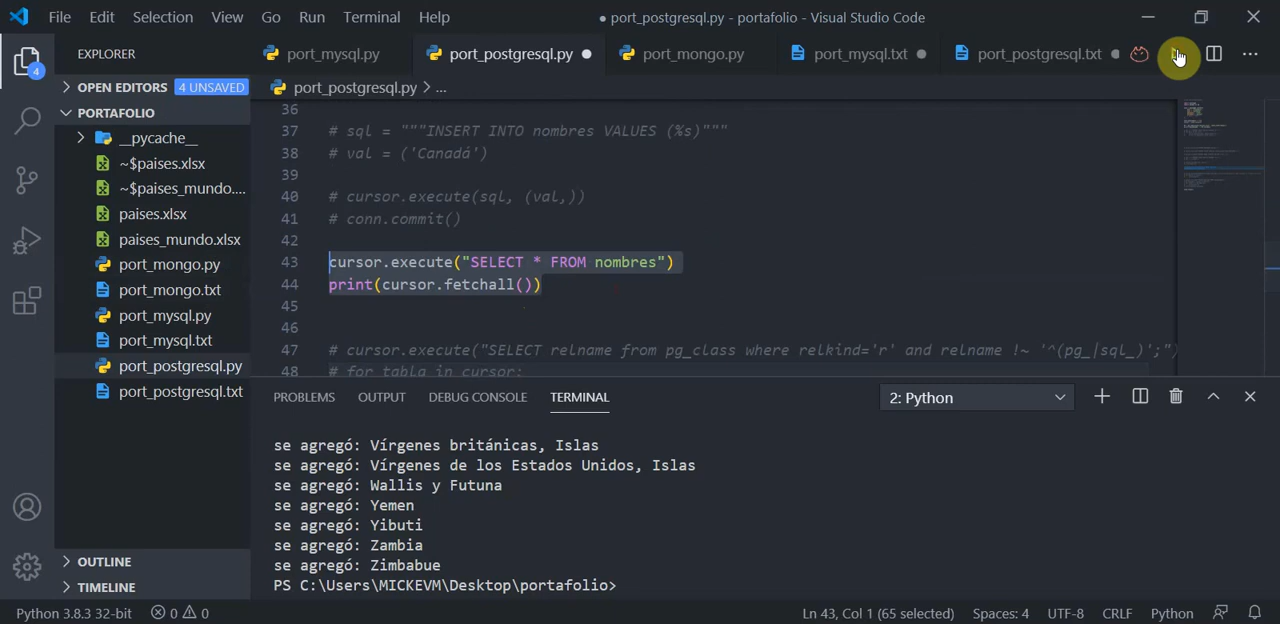 File Edit Selection View Go Run Terminal Help
● port_postgresql.py - portafolio - Visual Studio Code
EXPLORER
port_mysql.py port_postgresql.py ● port_mongo.py port_mysql.txt ● port_postgresql.txt ● ...
OPEN EDITORS 4 UNSAVED
port_postgresql.py > ...
4
PORTAFOLIO
__pycache__
~$paises.xlsx
~$paises_mundo....
paises.xlsx
paises_mundo.xlsx
port_mongo.py
port_mongo.txt
port_mysql.py
port_mysql.txt
port_postgresql.py
port_postgresql.txt
OUTLINE
TIMELINE
36
37 # sql = """INSERT INTO nombres VALUES (%s)"""
38 # val = ('Canadá')
39
40 # cursor.execute(sql, (val,))
41 # conn.commit()
42
43 cursor.execute("SELECT * FROM nombres")
44 print(cursor.fetchall())
45
46
47 # cursor.execute("SELECT relname from pg_class where relkind='r' and relname !~ '^(pg_|sql_)';")
48 # for tabla in cursor:
PROBLEMS OUTPUT DEBUG CONSOLE TERMINAL 2: Python
se agregó: Vírgenes británicas, Islas
se agregó: Vírgenes de los Estados Unidos, Islas
se agregó: Wallis y Futuna
se agregó: Yemen
se agregó: Yibuti
se agregó: Zambia
se agregó: Zimbabue
PS C:\Users\MICKEVM\Desktop\portafolio>
Python 3.8.3 32-bit 0 0 Ln 43, Col 1 (65 selected) Spaces: 4 UTF-8 CRLF Python